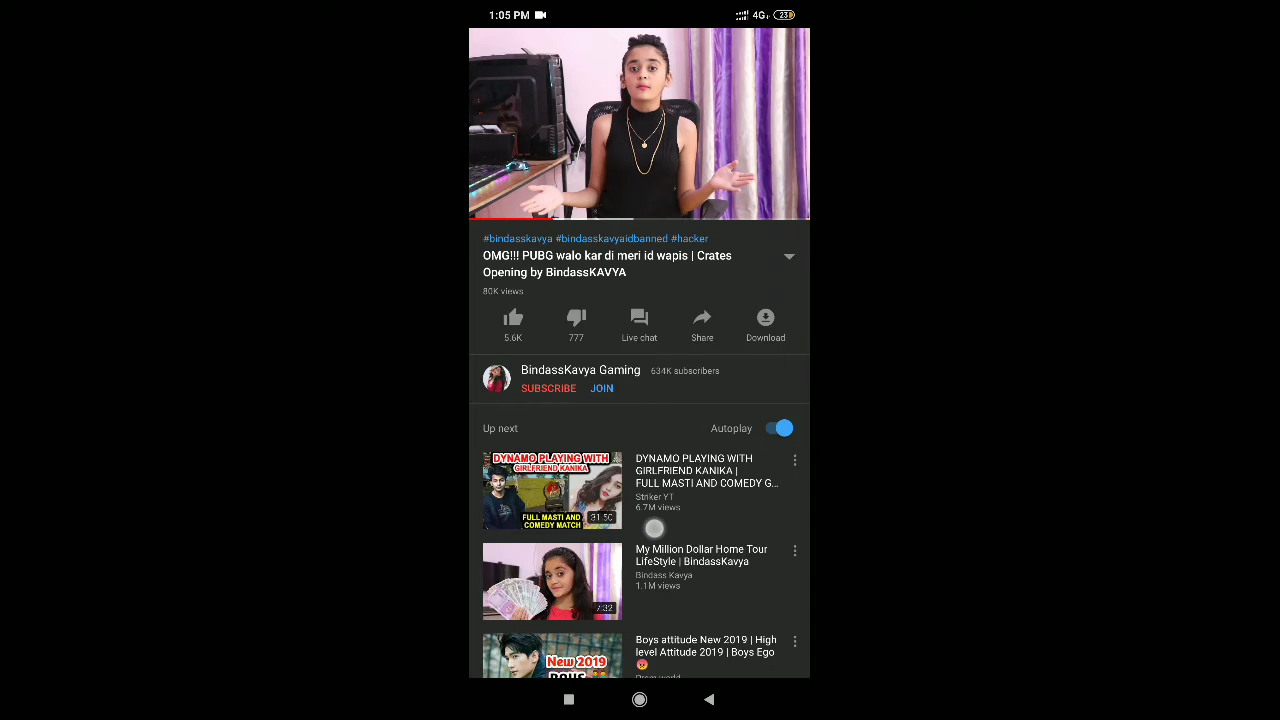 1:05 PM
4G+ 23
#bindasskavya #bindasskavyaidbanned #hacker
OMG!!! PUBG walo kar di meri id wapis | Crates
Opening by BindassKAVYA
80K views
5.6K 777 Live chat Share Download
BindassKavya Gaming 634K subscribers
SUBSCRIBE JOIN
Up next Autoplay
DYNAMO PLAYING WITH
GIRLFRIEND KANIKA
FULL MASTI AND
COMEDY MATCH
31:50
DYNAMO PLAYING WITH
GIRLFRIEND KANIKA |
FULL MASTI AND COMEDY G...
Striker YT
6.7M views
7:32
My Million Dollar Home Tour
LifeStyle | BindassKavya
Bindass Kavya
1.1M views
New 2019
Boys attitude New 2019 | High
level Attitude 2019 | Boys Ego
😡